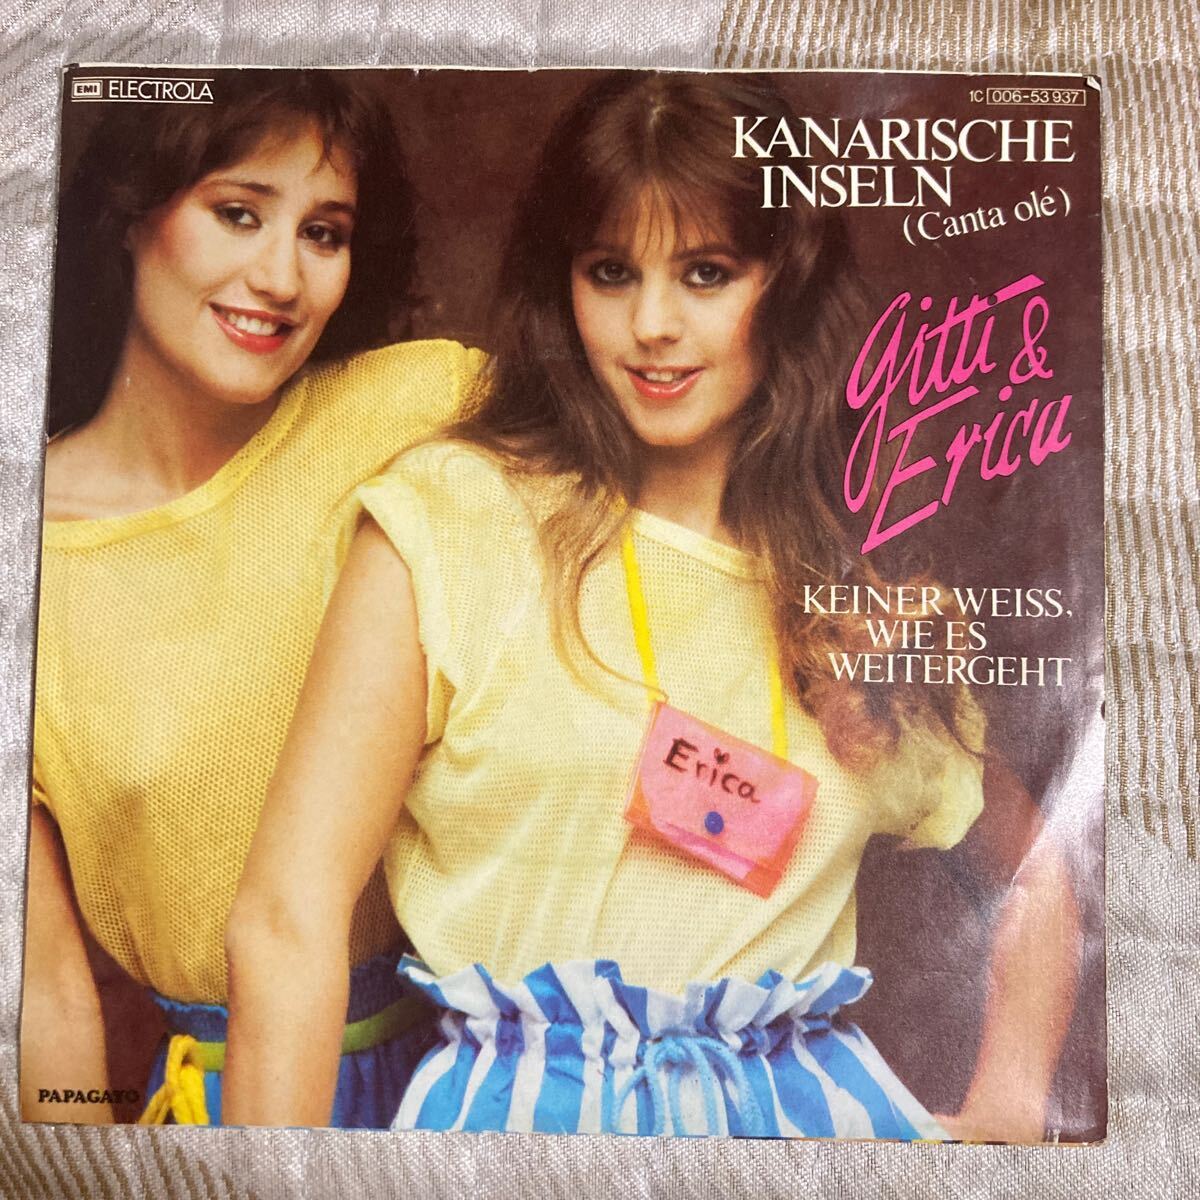 EMI ELECTROLA
1C 006-53 937
KANARISCHE
INSELN
(Canta olé)
Gitti &
Erica
KEINER WEISS,
WIE ES
WEITERGEHT
Erica
PAPAGAYO